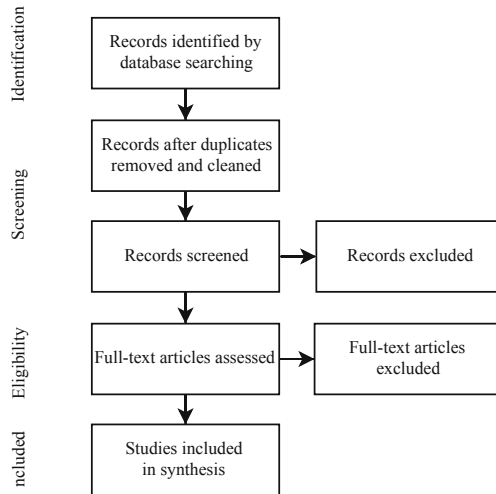 Identification
Records identified by
database searching
Records after duplicates
removed and cleaned
Screening
Records screened
Records excluded
Eligibility
Full-text articles assessed
Full-text articles
excluded
ncluded
Studies included
in synthesis